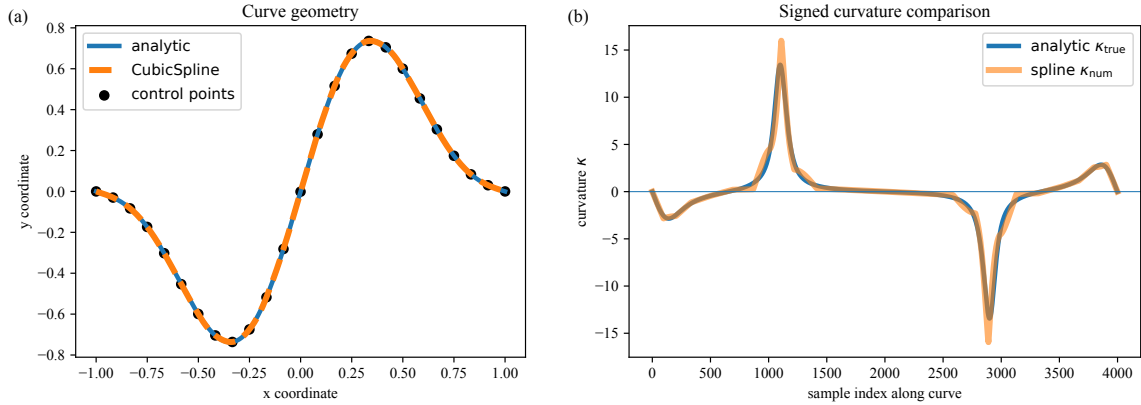 (a)
Curve geometry
analytic
CubicSpline
control points
0.8
0.6
0.4
0.2
0.0
−0.2
−0.4
−0.6
−0.8
y coordinate
−1.00
−0.75
−0.50
−0.25
0.00
0.25
0.50
0.75
1.00
x coordinate
(b)
Signed curvature comparison
analytic κtrue
spline κnum
15
10
5
0
−5
−10
−15
curvature κ
0
500
1000
1500
2000
2500
3000
3500
4000
sample index along curve